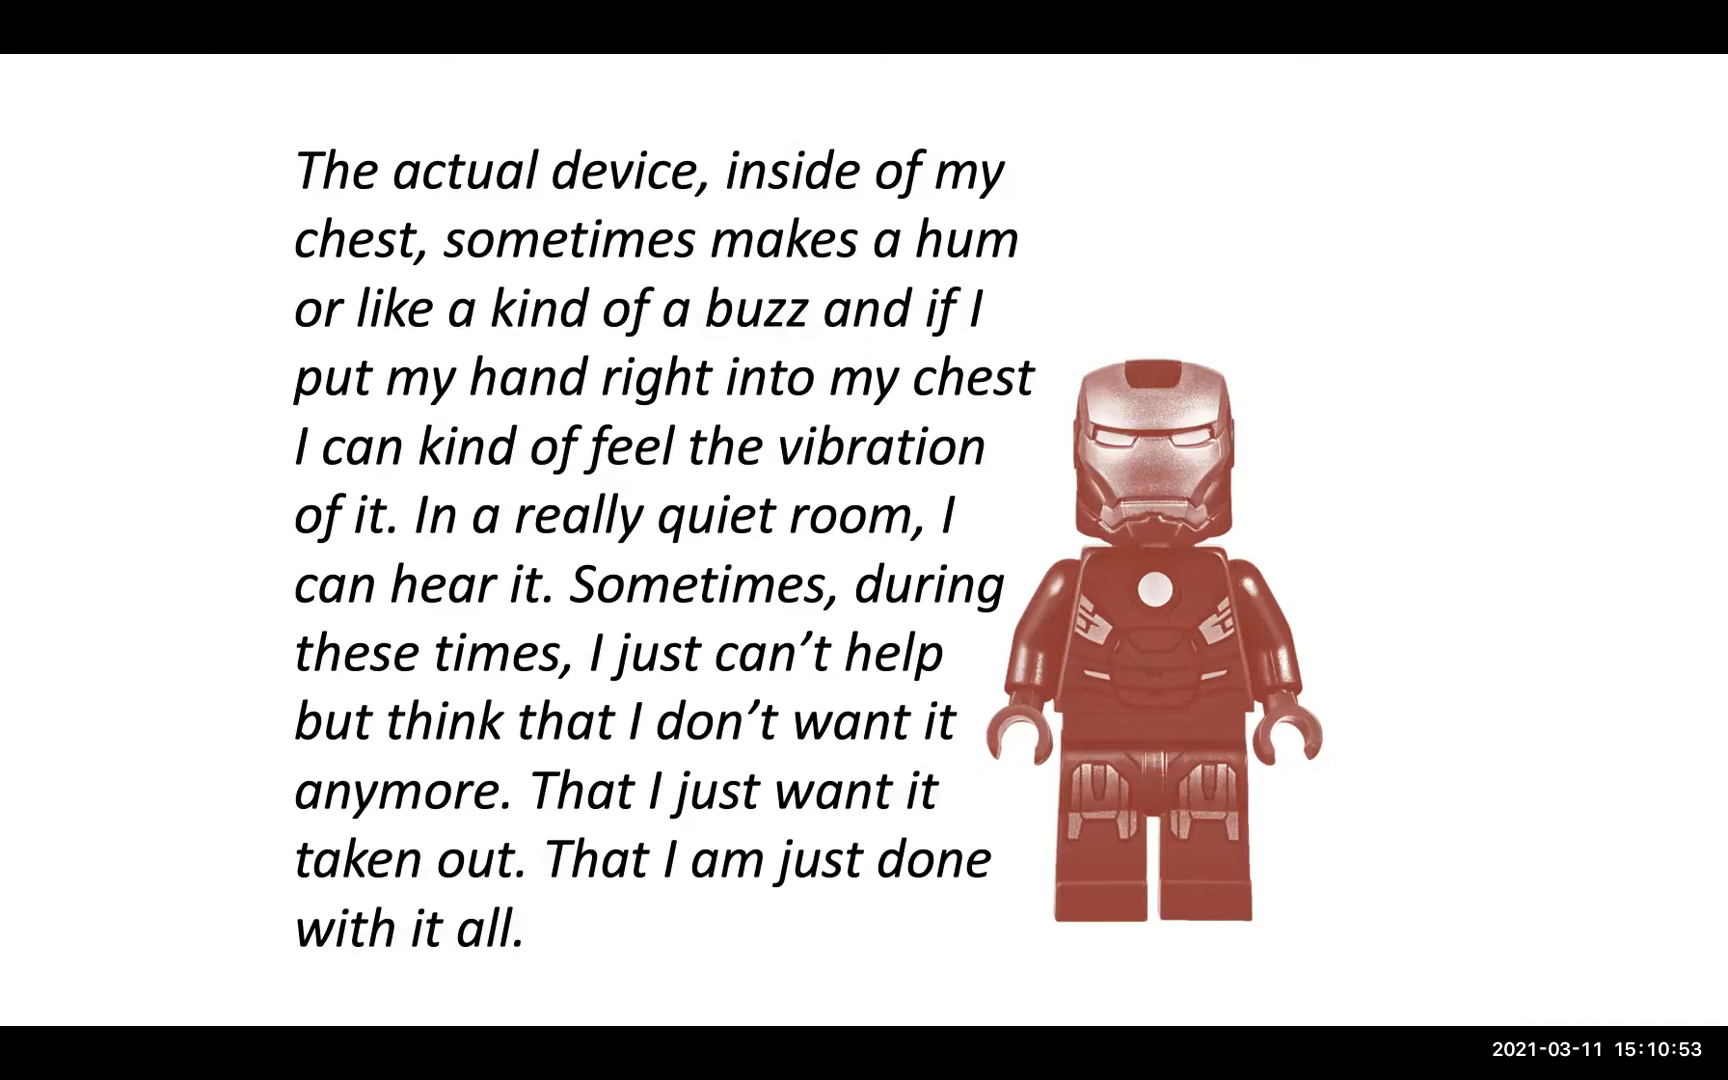 The actual device, inside of my
chest, sometimes makes a hum
or like a kind of a buzz and if I
put my hand right into my chest
I can kind of feel the vibration
of it. In a really quiet room, I
can hear it. Sometimes, during
these times, I just can’t help
but think that I don’t want it
anymore. That I just want it
taken out. That I am just done
with it all.
2021-03-11 15:10:53